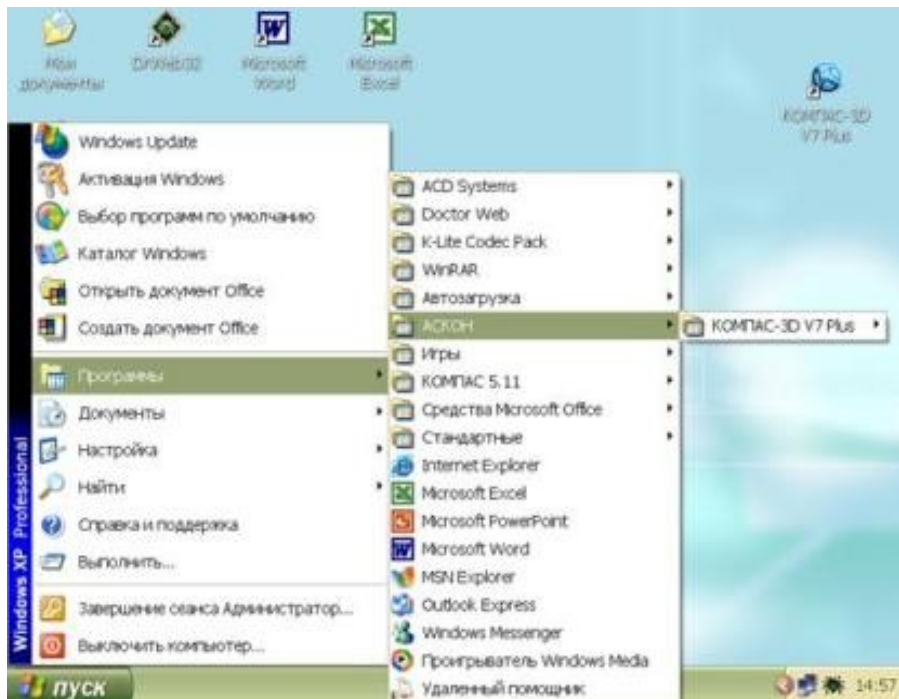 Мои
документы
DrWeb32
Microsoft
Word
Microsoft
Excel
КОМПАС-3D
V7 Plus
Windows Update
Активация Windows
Выбор программ по умолчанию
Каталог Windows
Открыть документ Office
Создать документ Office
Программы
Документы
Настройка
Найти
Справка и поддержка
Выполнить...
Завершение сеанса Администратор...
Выключить компьютер...
Windows XP Professional
ACD Systems
Doctor Web
K-Lite Codec Pack
WinRAR
Автозагрузка
АСКОН
Игры
КОМПАС 5.11
Средства Microsoft Office
Стандартные
Internet Explorer
Microsoft Excel
Microsoft PowerPoint
Microsoft Word
MSN Explorer
Outlook Express
Windows Messenger
Проигрыватель Windows Media
Удаленный помощник
КОМПАС-3D V7 Plus
пуск
14:57